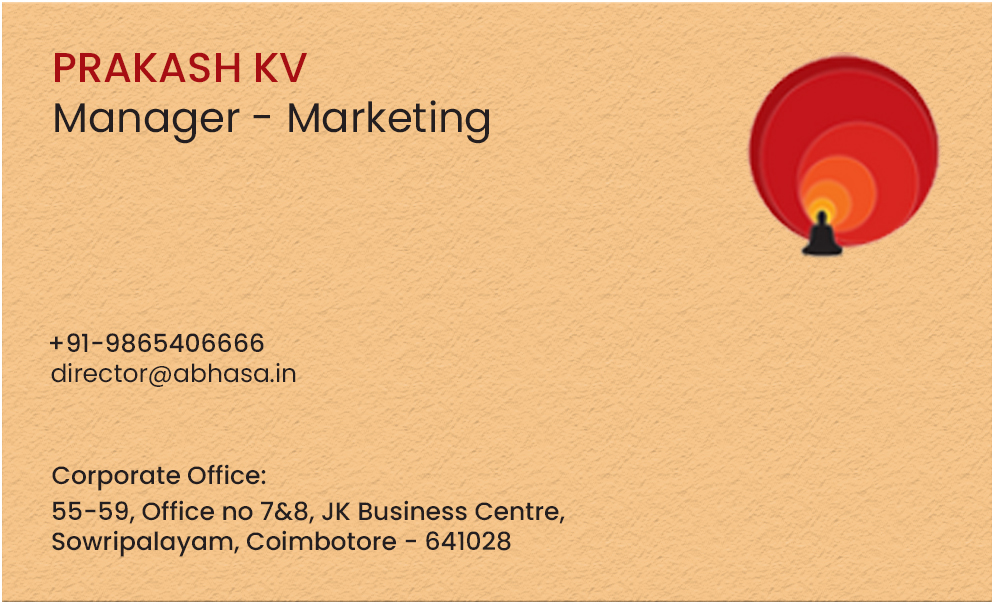 PRAKASH KV
Manager - Marketing
+91-9865406666
director@abhasa.in
Corporate Office:
55-59, Office no 7&8, JK Business Centre,
Sowripalayam, Coimbotore - 641028